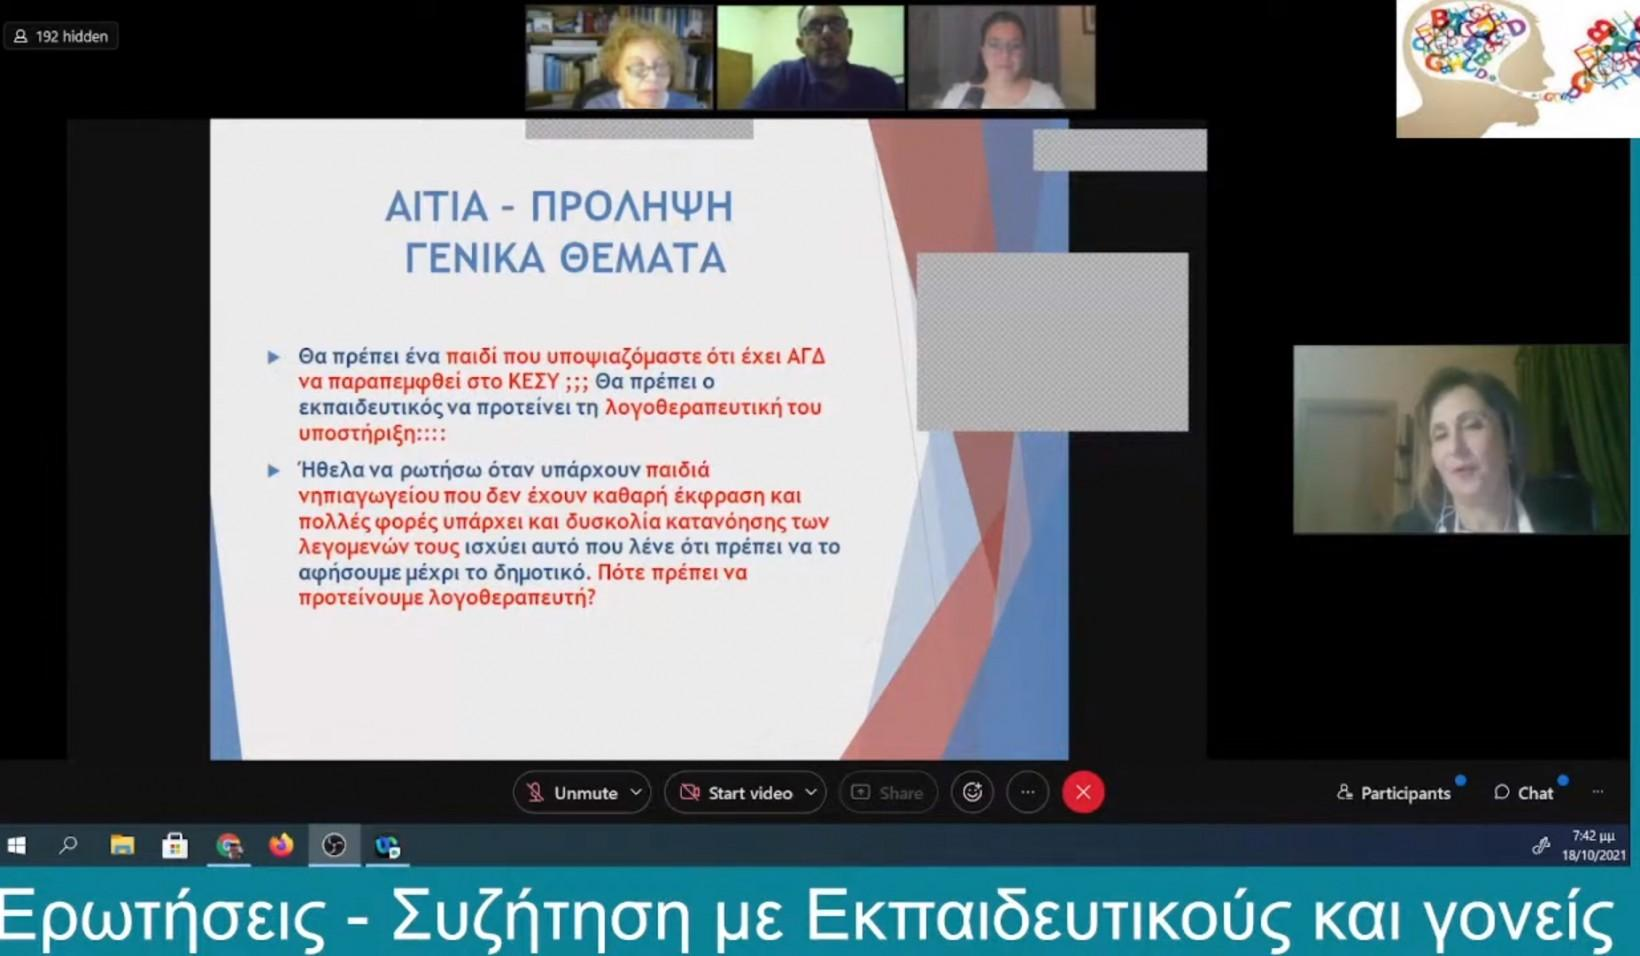 192 hidden
ΑΙΤΙΑ - ΠΡΟΛΗΨΗ
ΓΕΝΙΚΑ ΘΕΜΑΤΑ
Θα πρέπει ένα παιδί που υποψιαζόμαστε ότι έχει ΑΓΔ
να παραπεμφθεί στο ΚΕΣΥ ;;; Θα πρέπει ο
εκπαιδευτικός να προτείνει τη λογοθεραπευτική του
υποστήριξη::::
Ήθελα να ρωτήσω όταν υπάρχουν παιδιά
νηπιαγωγείου που δεν έχουν καθαρή έκφραση και
πολλές φορές υπάρχει και δυσκολία κατανόησης των
λεγομενών τους ισχύει αυτό που λένε ότι πρέπει να το
αφήσουμε μέχρι το δημοτικό. Πότε πρέπει να
προτείνουμε λογοθεραπευτή?
Unmute
Start video
Share
Participants
Chat
7:42 μμ
18/10/2021
Ερωτήσεις - Συζήτηση με Εκπαιδευτικούς και γονείς